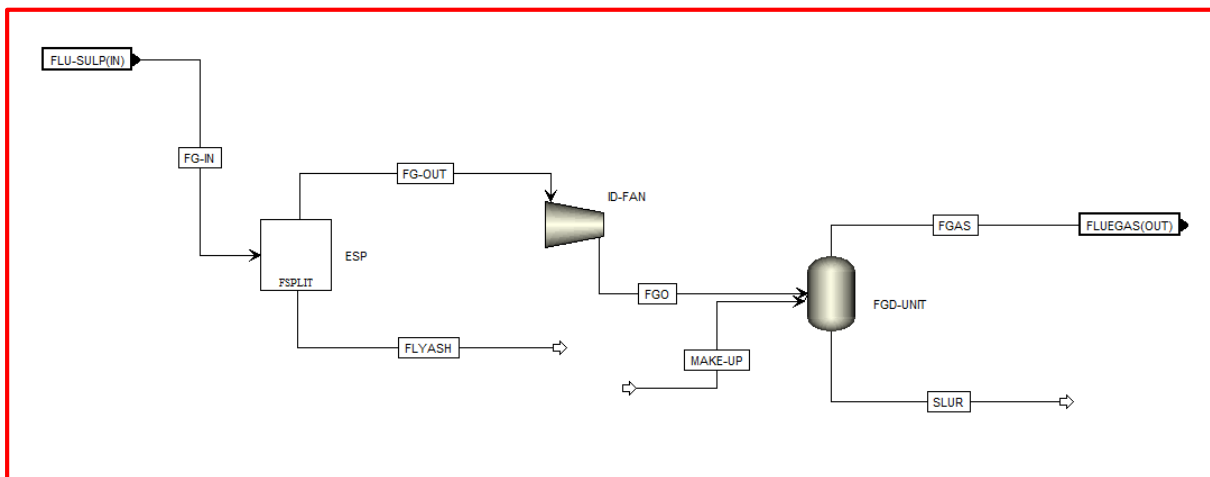 FLU-SULP(IN)
FG-IN
FG-OUT
ID-FAN
ESP
FSPLIT
FLYASH
FGO
MAKE-UP
FGAS
FLUEGAS(OUT)
FGD-UNIT
SLUR